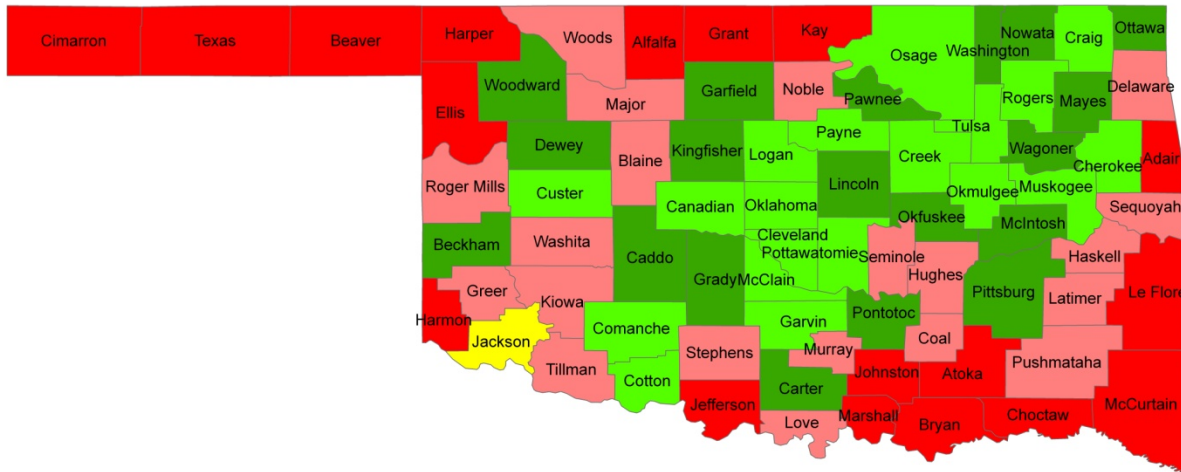 Cimarron
Texas
Beaver
Harper
Woods
Alfalfa
Grant
Kay
Osage
Washington
Nowata
Craig
Ottawa
Woodward
Major
Garfield
Noble
Pawnee
Rogers
Mayes
Delaware
Ellis
Dewey
Blaine
Kingfisher
Logan
Payne
Creek
Tulsa
Wagoner
Cherokee
Adair
Roger Mills
Custer
Canadian
Oklahoma
Lincoln
Okmulgee
Muskogee
Sequoyah
Beckham
Washita
Caddo
Grady
McClain
Cleveland
Pottawatomie
Seminole
Okfuskee
McIntosh
Hughes
Haskell
Greer
Kiowa
Pittsburg
Latimer
Le Flore
Harmon
Jackson
Comanche
Garvin
Pontotoc
Coal
Pushmataha
Tillman
Cotton
Stephens
Murray
Johnston
Atoka
McCurtain
Jefferson
Carter
Love
Marshall
Bryan
Choctaw